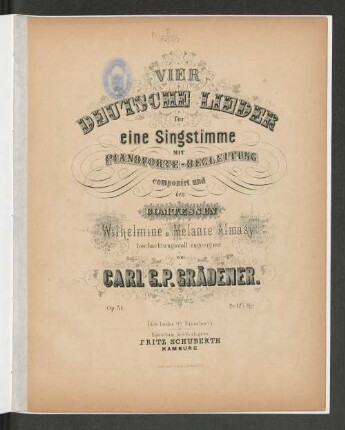 VIER
DEUTSCHE LIEDER
für
eine Singstimme
MIT
PIANOFORTE-BEGLEITUNG
componirt und
den
COMTESSEN
Wilhelmine u. Melanie Almásy
hochachtungsvoll zugeeignet
von
CARL G. P. GRÄDENER.
Op. 51.
Eigenthum des Verlegers
FRITZ SCHUBERTH
HAMBURG